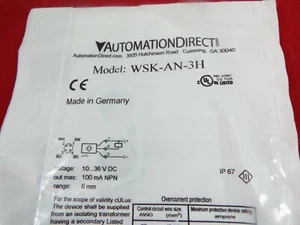 AUTOMATIONDIRECT
AutomationDirect.com 3505 Hutchinson Road Cumming, GA 30040
Model: WSK-AN-3H
CE
UL
Made in Germany
Voltage: 10...36 V DC
out max: 100 mA NPN
range: 6 mm
IP 67
For the scope of validity cULus:
The device shall be supplied
from an isolating transformer
having a secondary Listed
Overcurrent protection
Control-circuit wire size
AWG (mm²)
Maximum protective device rating
ampere